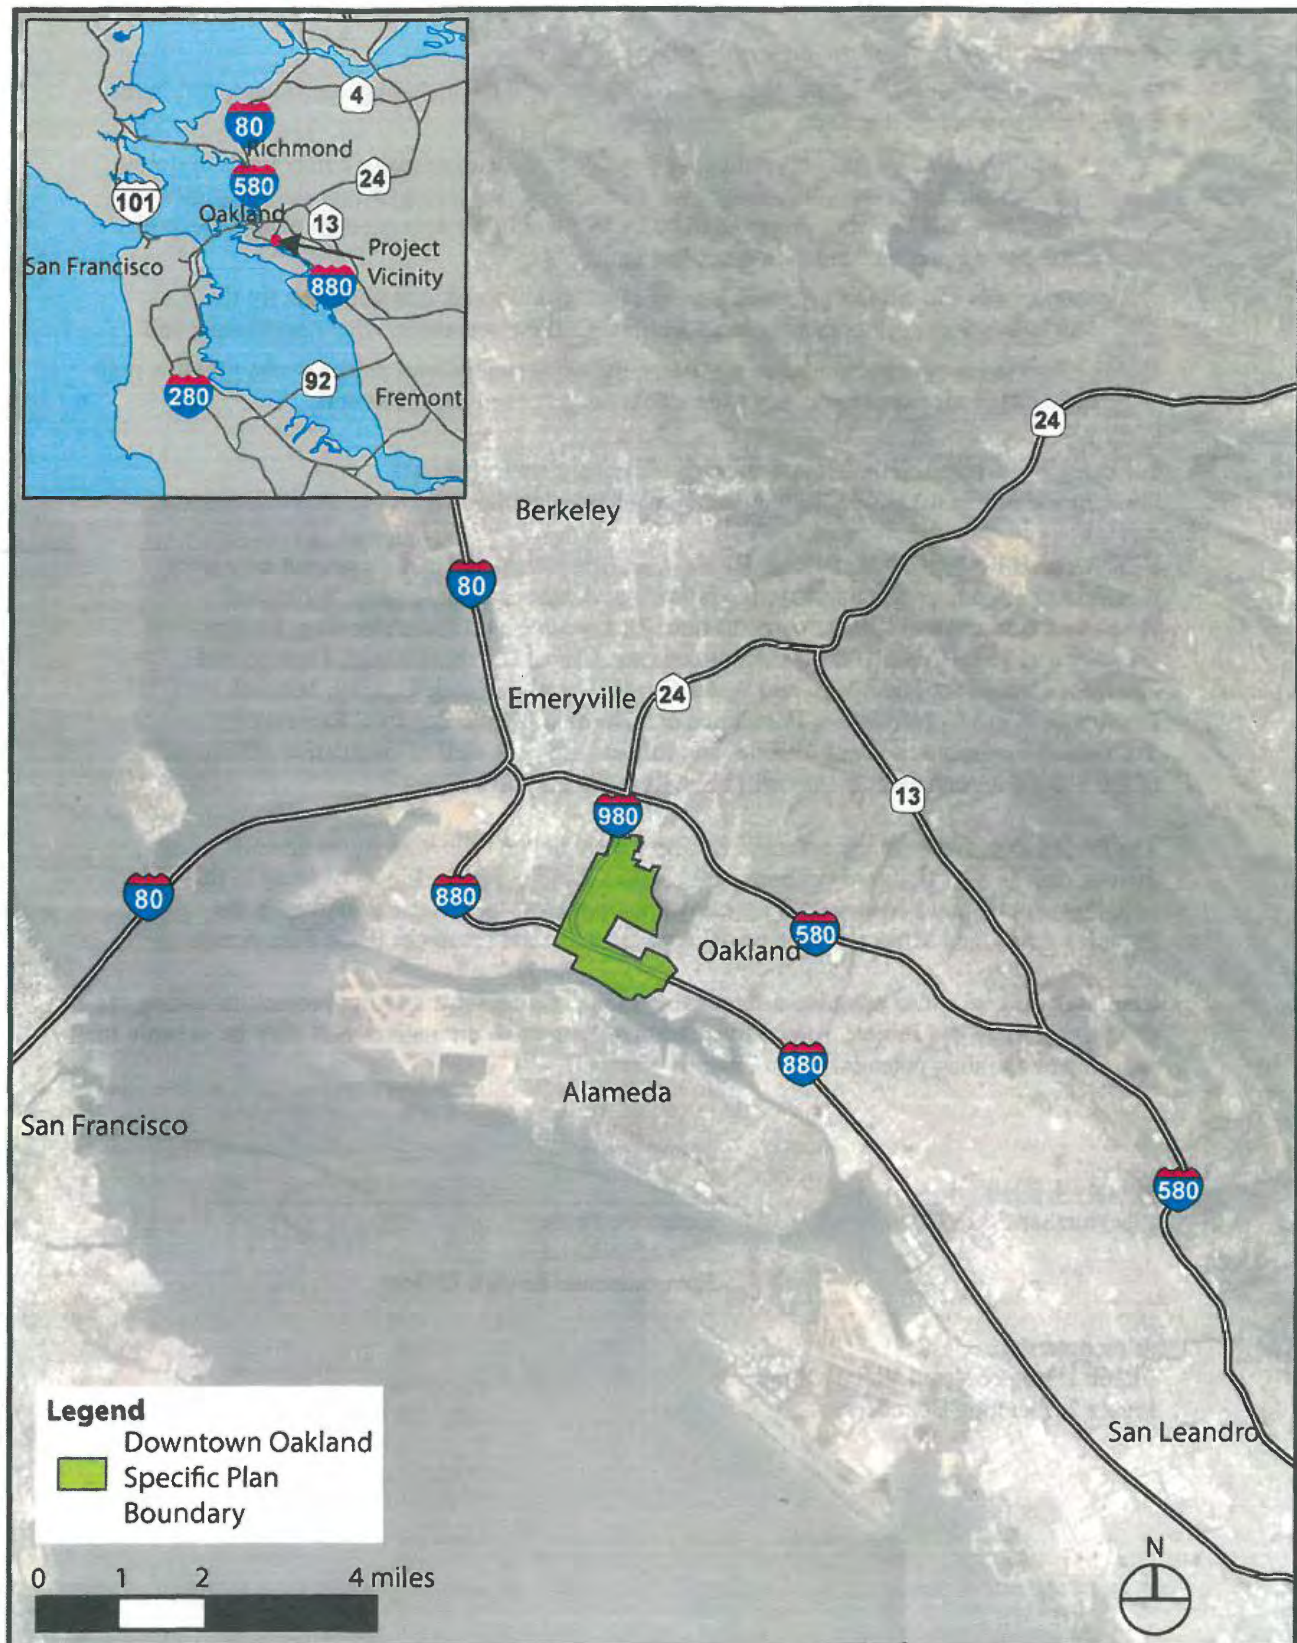 4
80
Richmond
580
24
101
Oakland
13
San Francisco
Project
Vicinity
880
92
280
Fremont
24
Berkeley
80
Emeryville
24
13
980
80
880
580
Oakland
880
Alameda
San Francisco
580
Legend
Downtown Oakland
Specific Plan
Boundary
San Leandro
0 1 2 4 miles
N